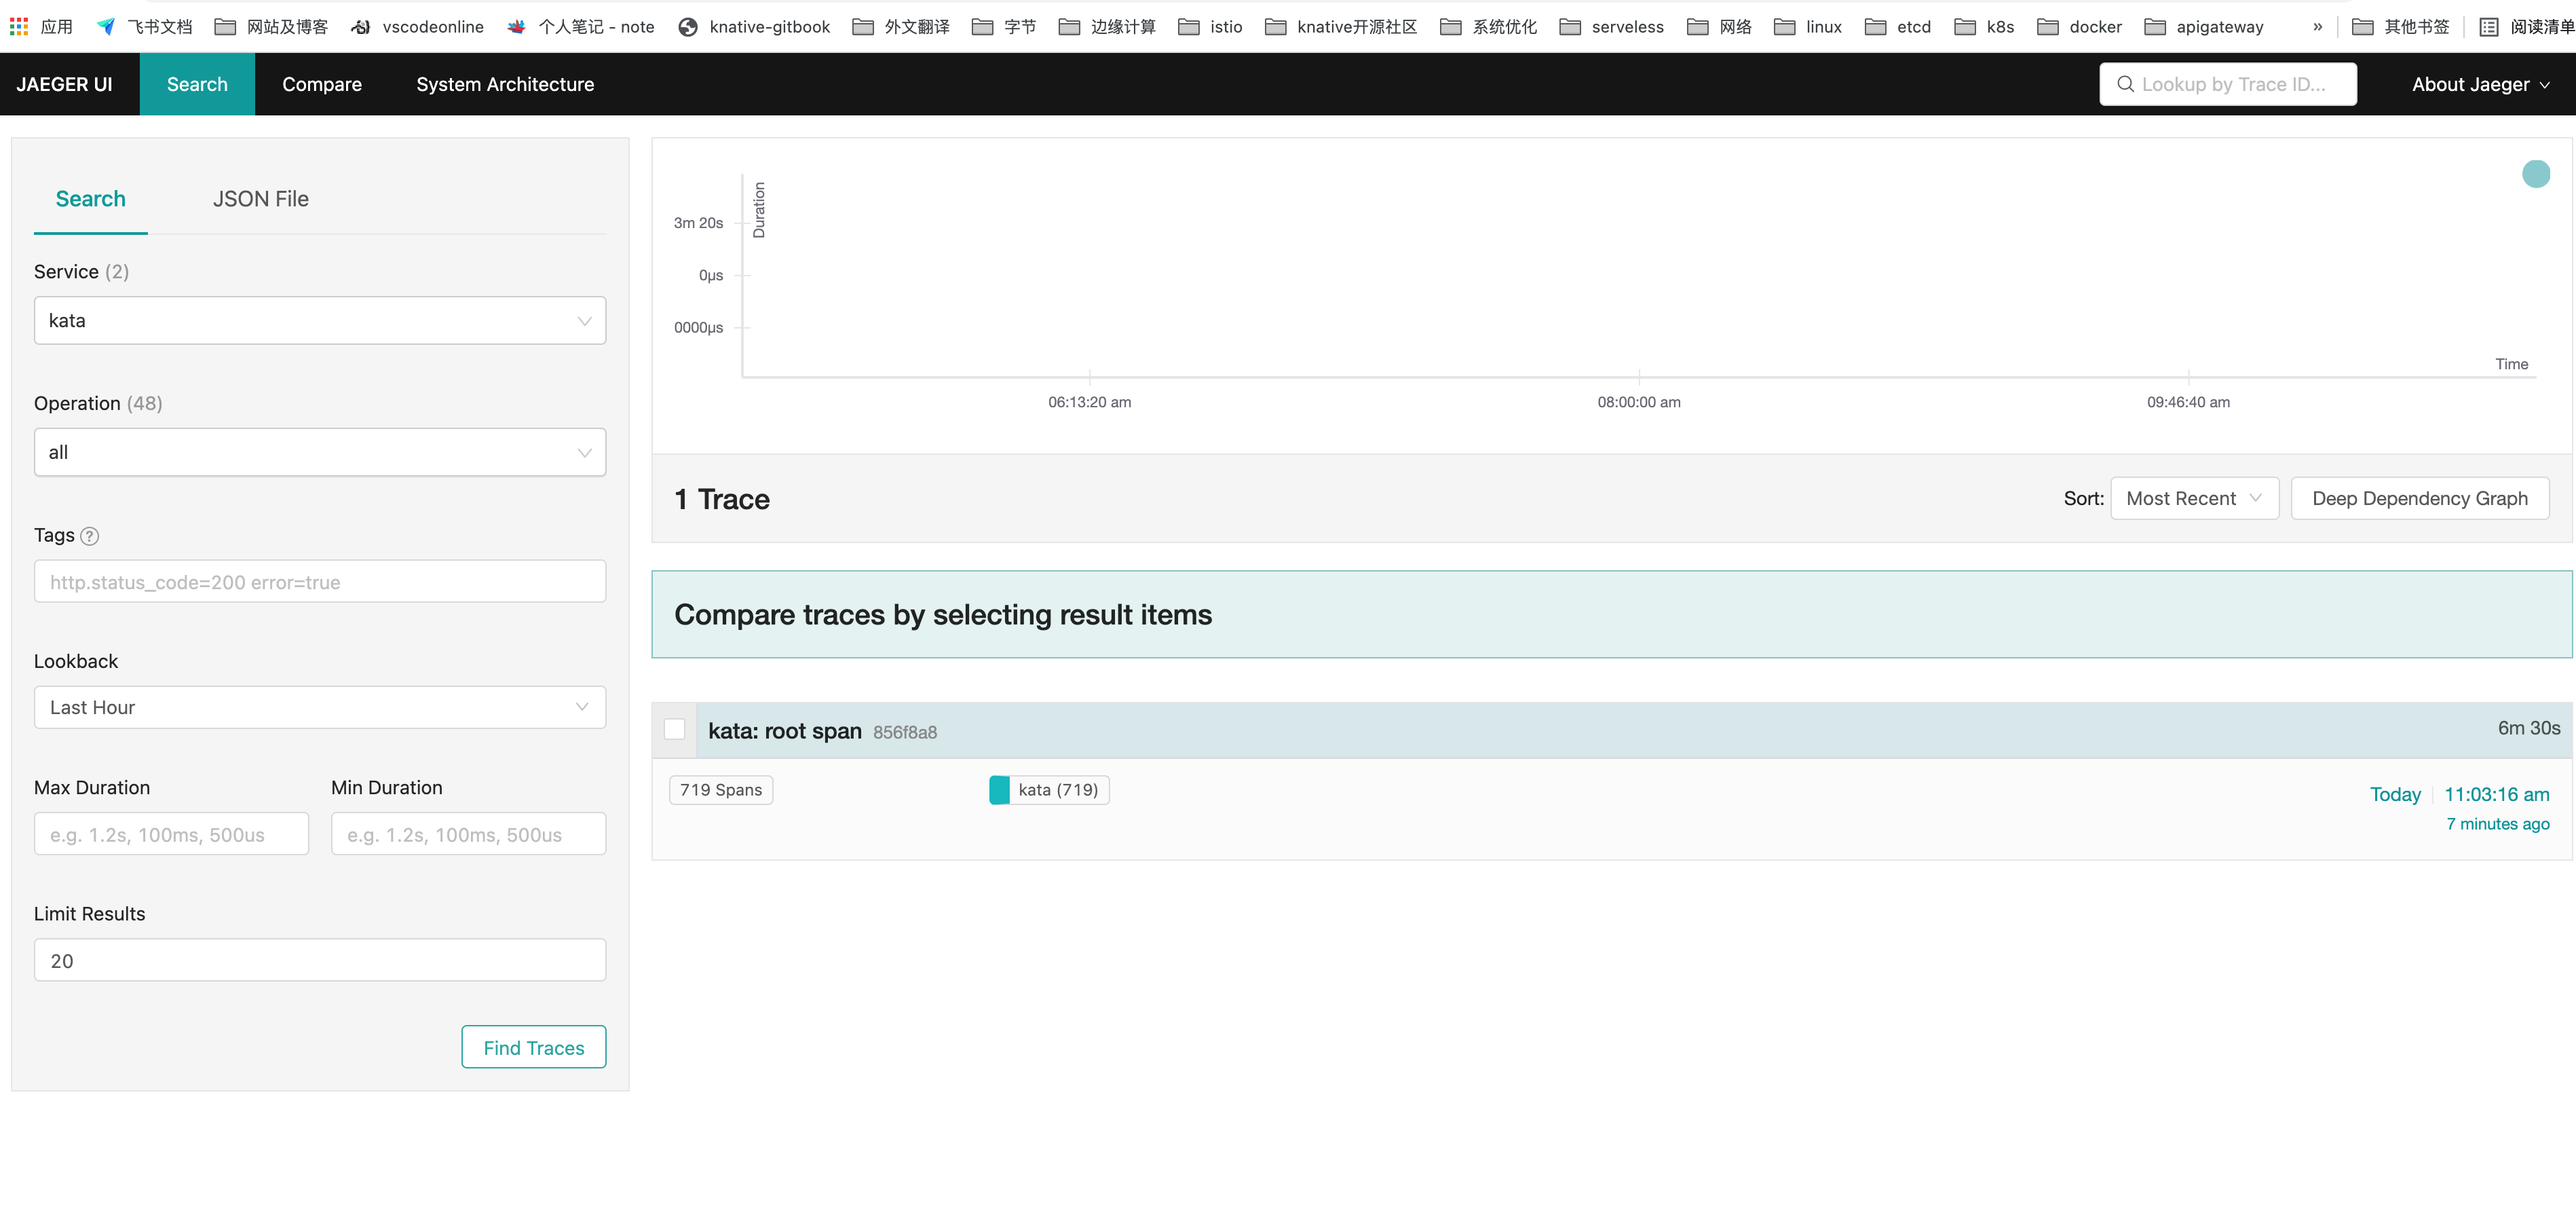 应用 飞书文档 网站及博客 vscodeonline 个人笔记 - note knative-gitbook 外文翻译 字节 边缘计算 istio knative开源社区 系统优化 serveless 网络 linux etcd k8s docker apigateway » 其他书签 阅读清单
JAEGER UI Search Compare System Architecture Lookup by Trace ID... About Jaeger
Search JSON File
Service (2)
kata
Operation (48)
all
Tags ?
http.status_code=200 error=true
Lookback
Last Hour
Max Duration Min Duration
e.g. 1.2s, 100ms, 500us e.g. 1.2s, 100ms, 500us
Limit Results
20
Find Traces
Duration
3m 20s
0μs
0000μs
Time
06:13:20 am 08:00:00 am 09:46:40 am
1 Trace Sort: Most Recent Deep Dependency Graph
Compare traces by selecting result items
kata: root span 856f8a8 6m 30s
719 Spans kata (719) Today 11:03:16 am
7 minutes ago